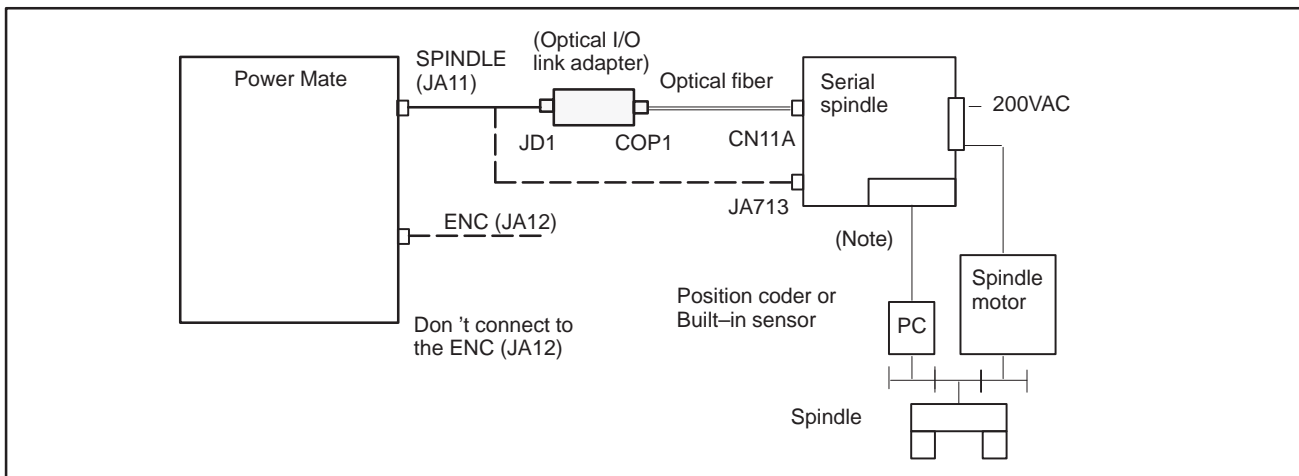 Power Mate
SPINDLE
(JA11)
(Optical I/O
link adapter)
Optical fiber
Serial
spindle
200VAC
JD1
COP1
CN11A
JA713
ENC (JA12)
(Note)
Don 't connect to
the ENC (JA12)
Position coder or
Built–in sensor
PC
Spindle
motor
Spindle